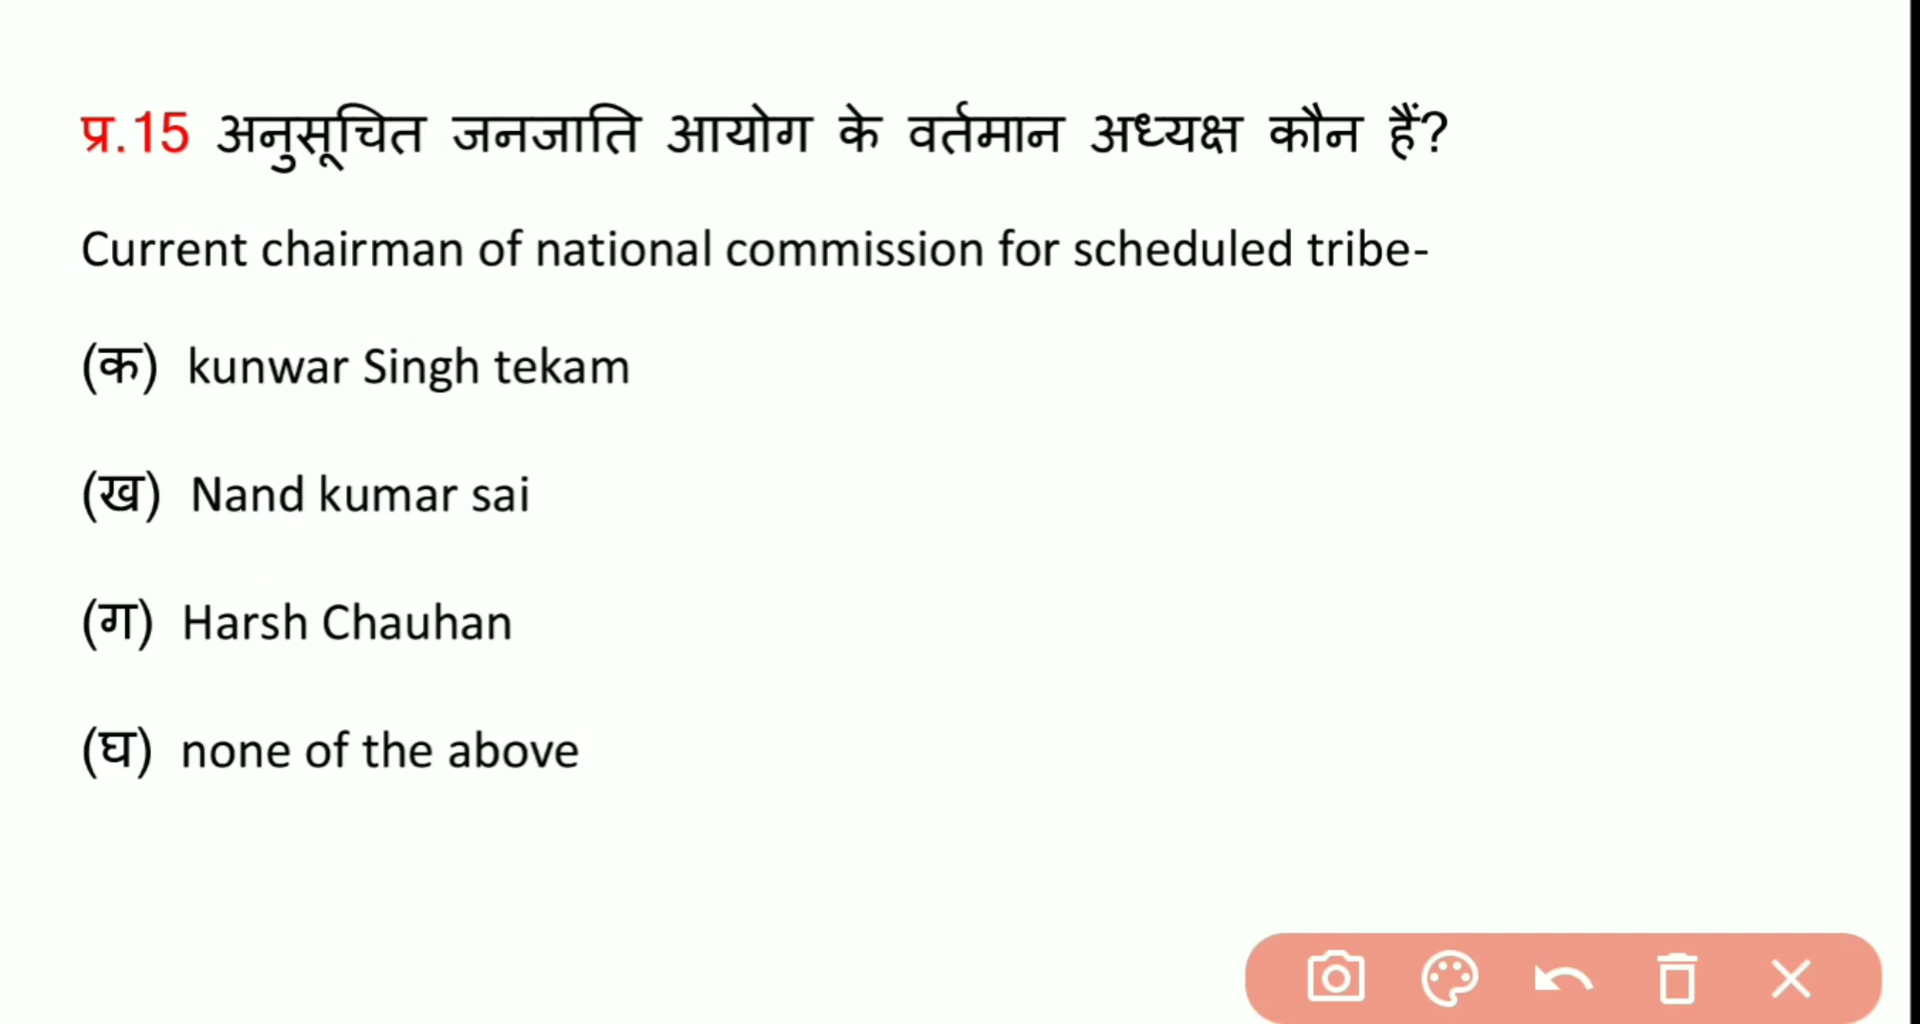 प्र.15 अनुसूचित जनजाति आयोग के वर्तमान अध्यक्ष कौन हैं?
Current chairman of national commission for scheduled tribe-
(क) kunwar Singh tekam
(ख) Nand kumar sai
(ग) Harsh Chauhan
(घ) none of the above